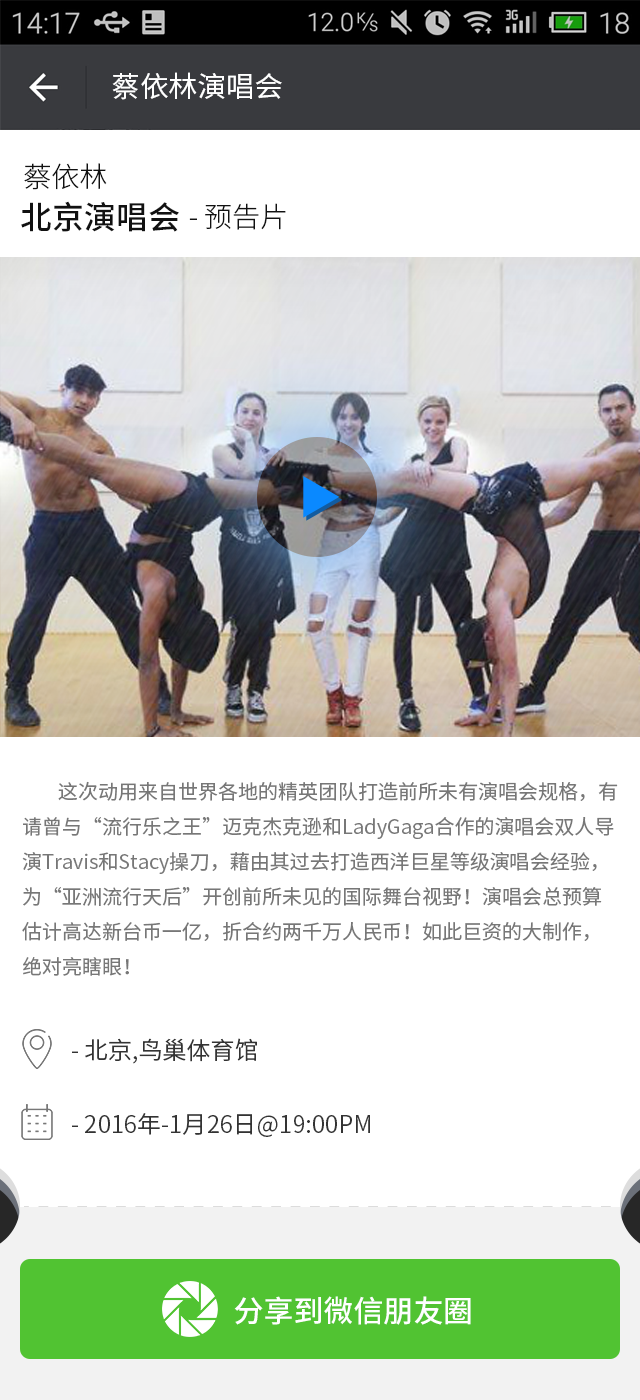 14:17 12.0K/s 3G 18
蔡依林演唱会
蔡依林
北京演唱会 - 预告片
这次动用来自世界各地的精英团队打造前所未有演唱会规格，有
请曾与“流行乐之王”迈克杰克逊和LadyGaga合作的演唱会双人导
演Travis和Stacy操刀，藉由其过去打造西洋巨星等级演唱会经验，
为“亚洲流行天后”开创前所未见的国际舞台视野！演唱会总预算
估计高达新台币一亿，折合约两千万人民币！如此巨资的大制作，
绝对亮瞎眼！
- 北京,鸟巢体育馆
- 2016年-1月26日@19:00PM
分享到微信朋友圈